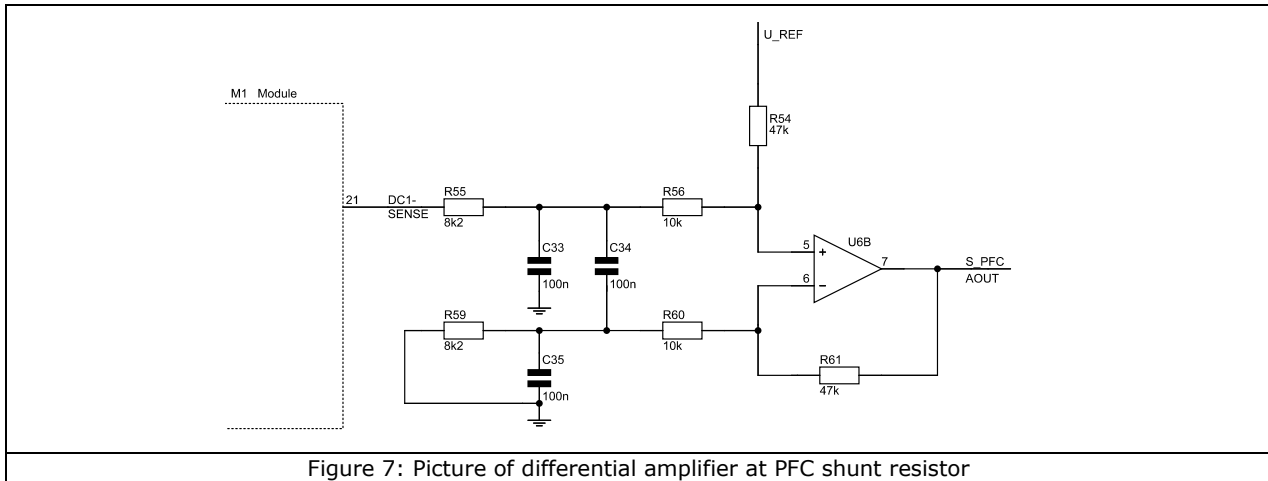 U_REF
M1 Module
R54
47k
21 DC1-
SENSE
R55
8k2
R56
10k
C33
100n
C34
100n
5 +
U6B
7
S_PFC
AOUT
6 −
R59
8k2
R60
10k
C35
100n
R61
47k
Figure 7: Picture of differential amplifier at PFC shunt resistor